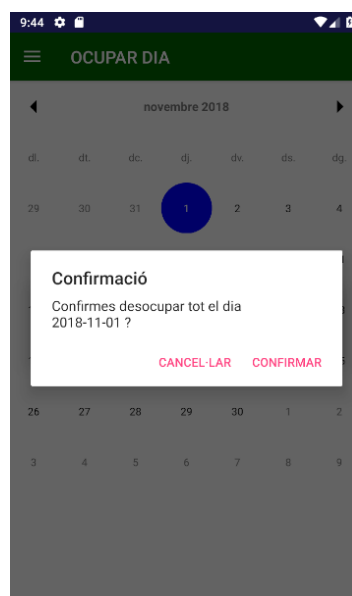 9:44
OCUPAR DIA
novembre 2018
dl. dt. dc. dj. dv. ds. dg.
29 30 31 1 2 3 4
Confirmació
Confirmes desocupar tot el dia
2018-11-01 ?
CANCEL·LAR CONFIRMAR
26 27 28 29 30 1 2
3 4 5 6 7 8 9